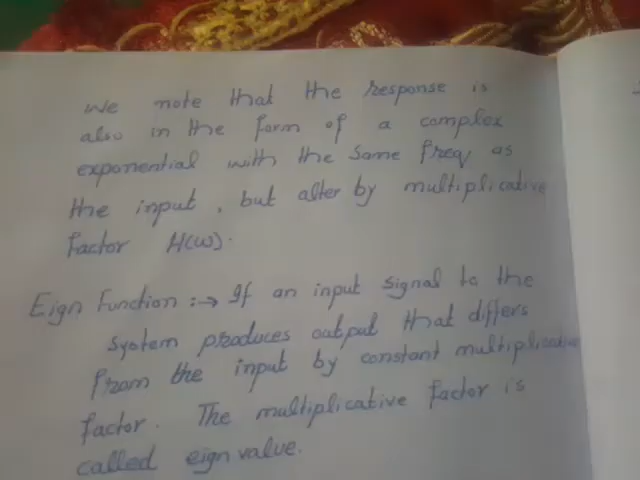 We note that the response is
also in the form of a complex
exponential with the same freq as
the input, but alter by multiplicative
factor H(ω).
Eign Function :→ If an input signal to the
system produces output that differs
from the input by constant multiplicative
factor. The multiplicative factor is
called eign value.